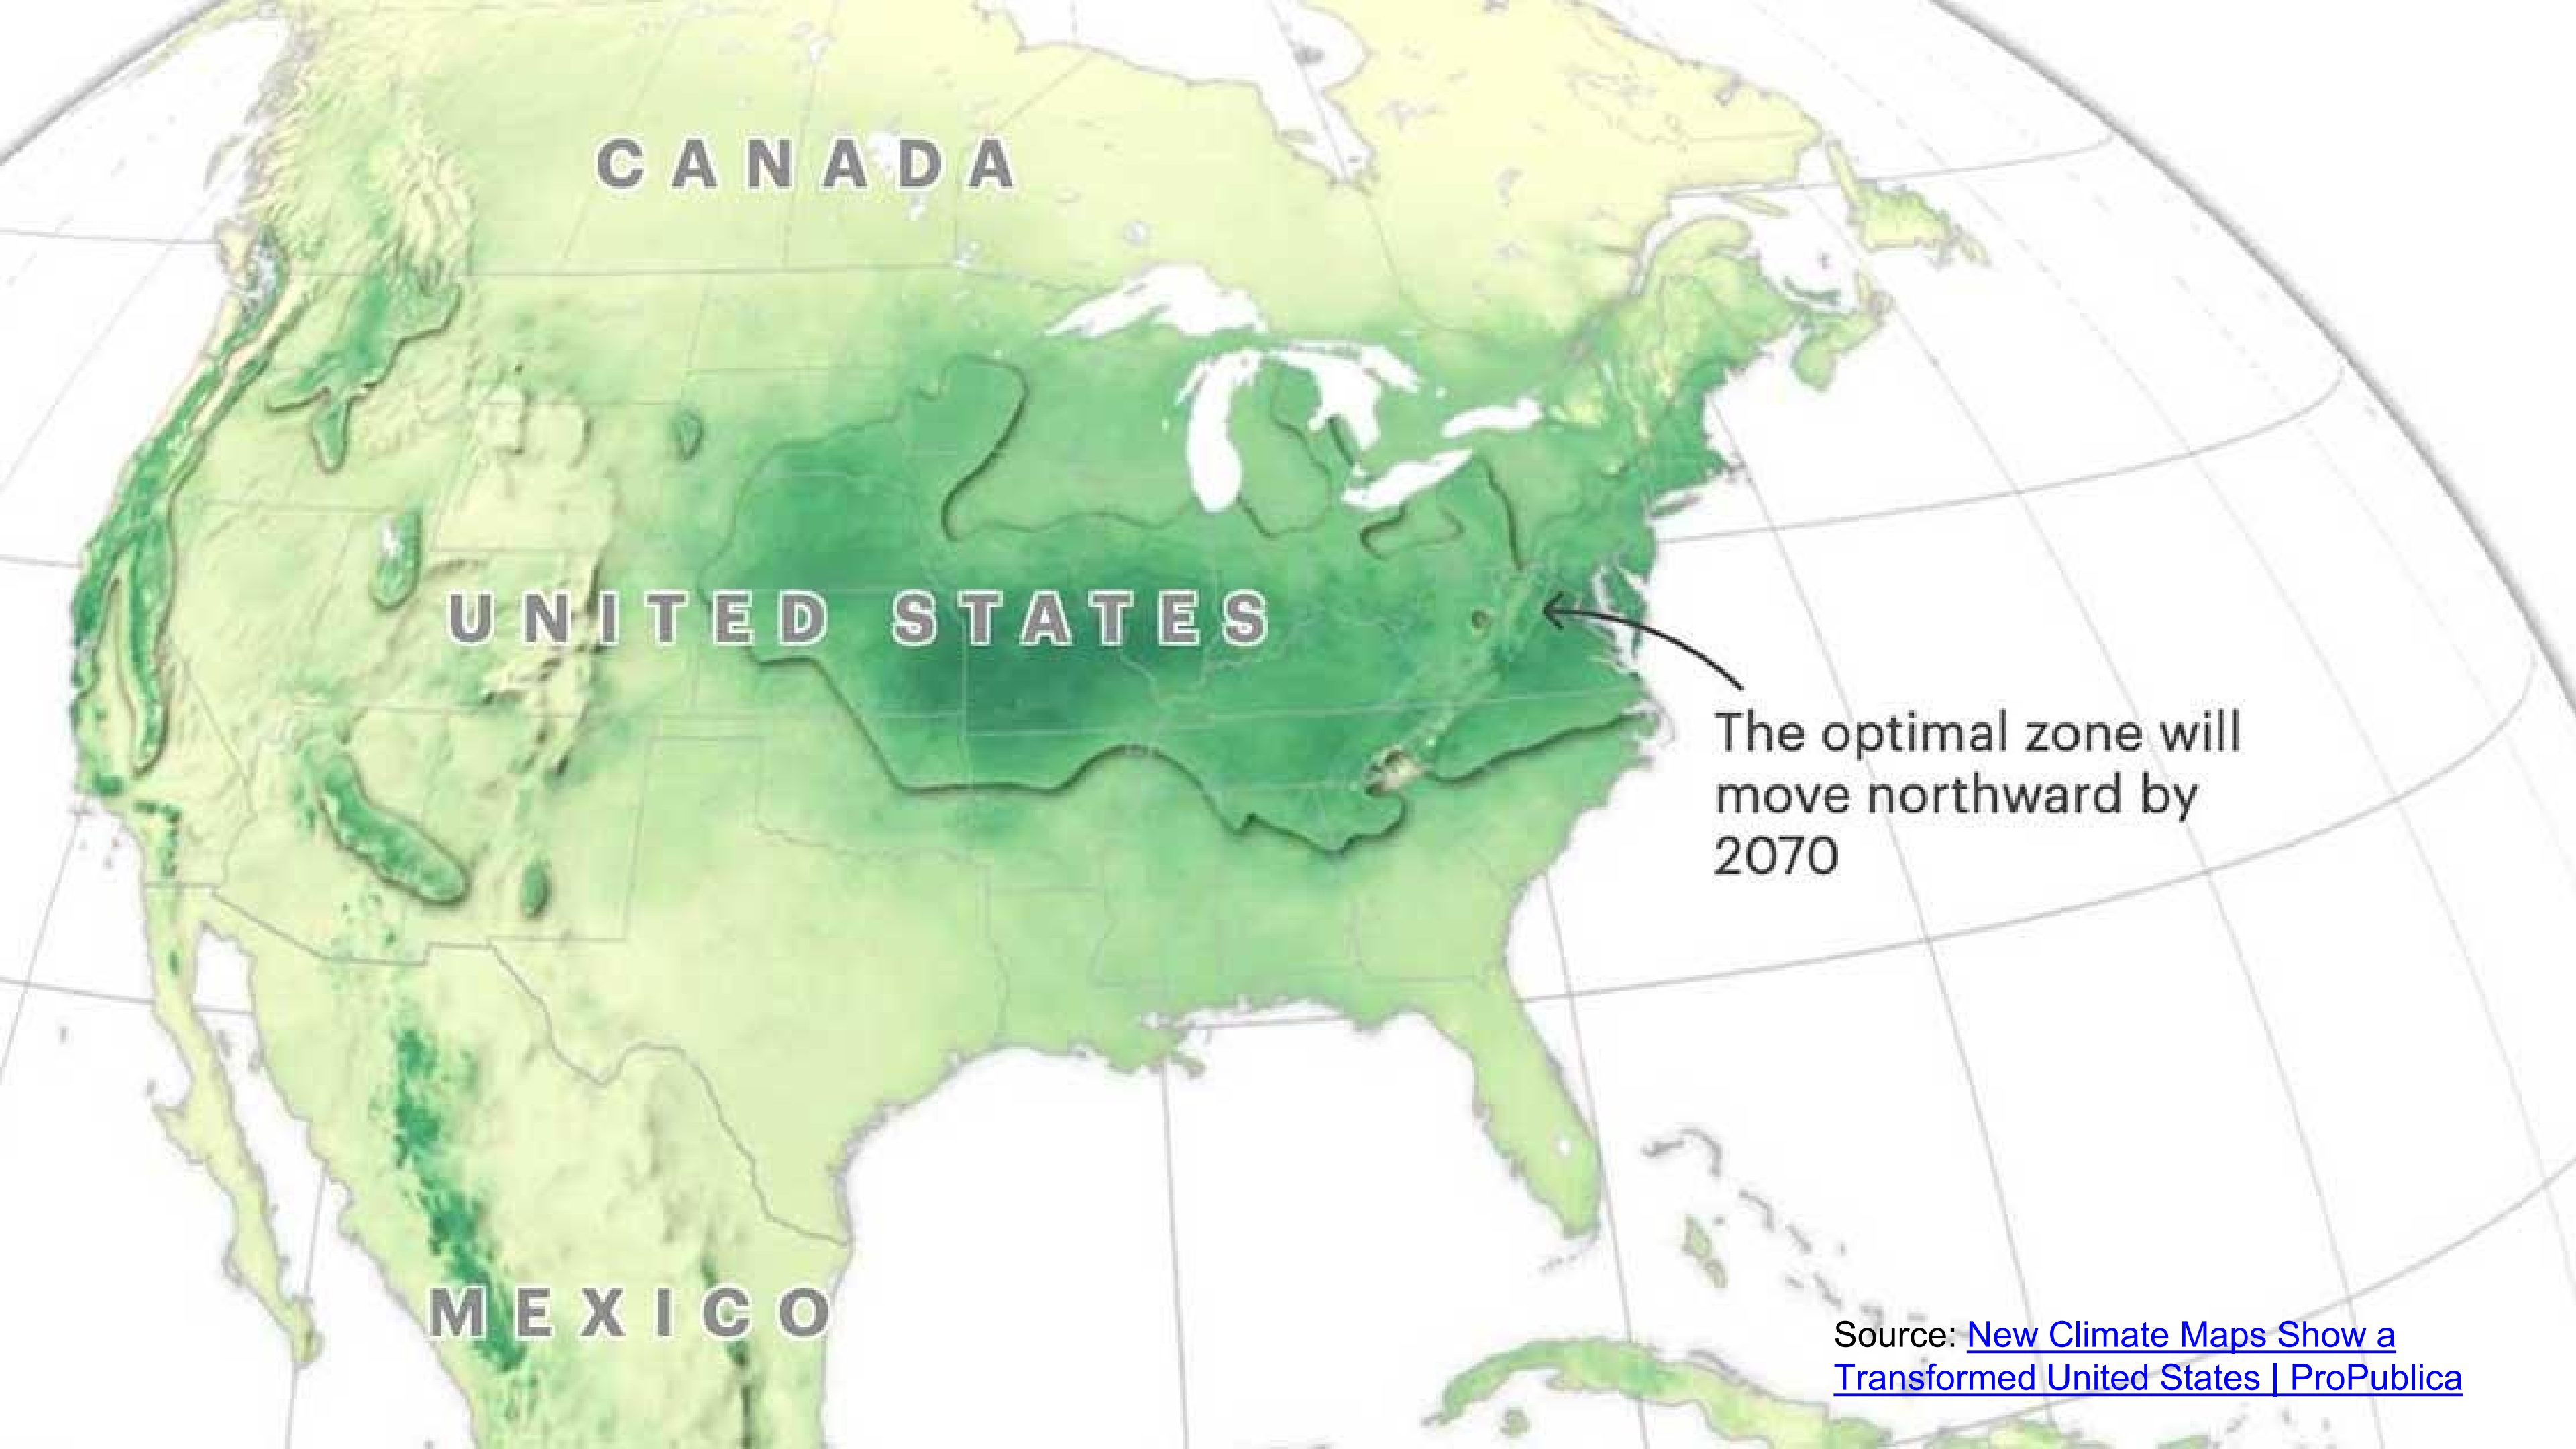 CANADA
UNITED STATES
The optimal zone will
move northward by
2070
MEXICO
Source: New Climate Maps Show a
Transformed United States | ProPublica